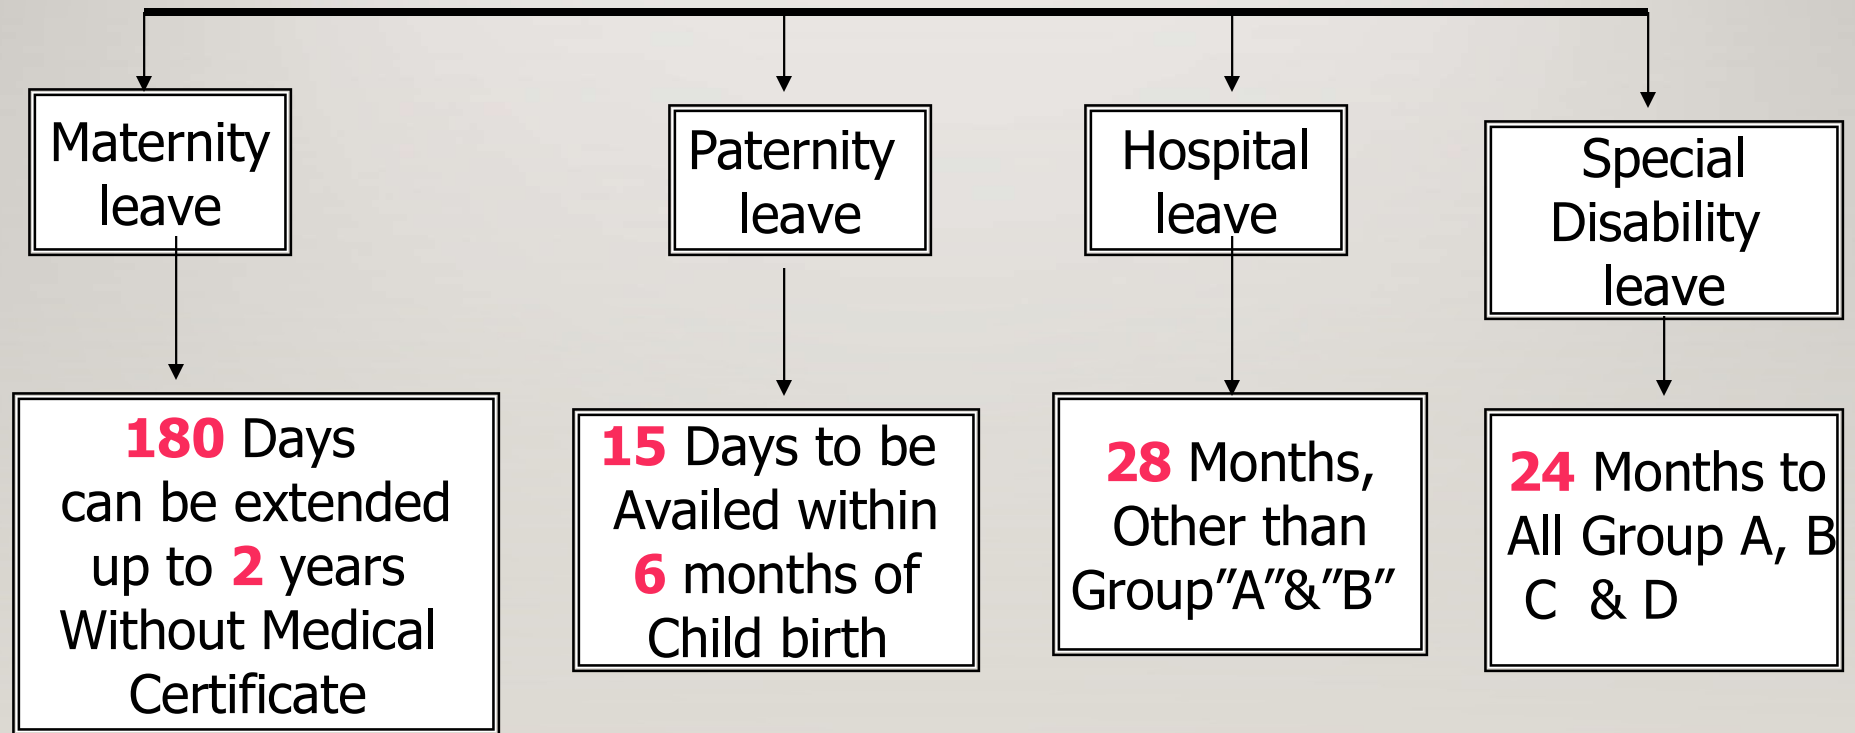 Maternity
leave
Paternity
leave
Hospital
leave
Special
Disability
leave
180 Days
can be extended
up to 2 years
Without Medical
Certificate
15 Days to be
Availed within
6 months of
Child birth
28 Months,
Other than
Group"A"&"B"
24 Months to
All Group A, B
C & D